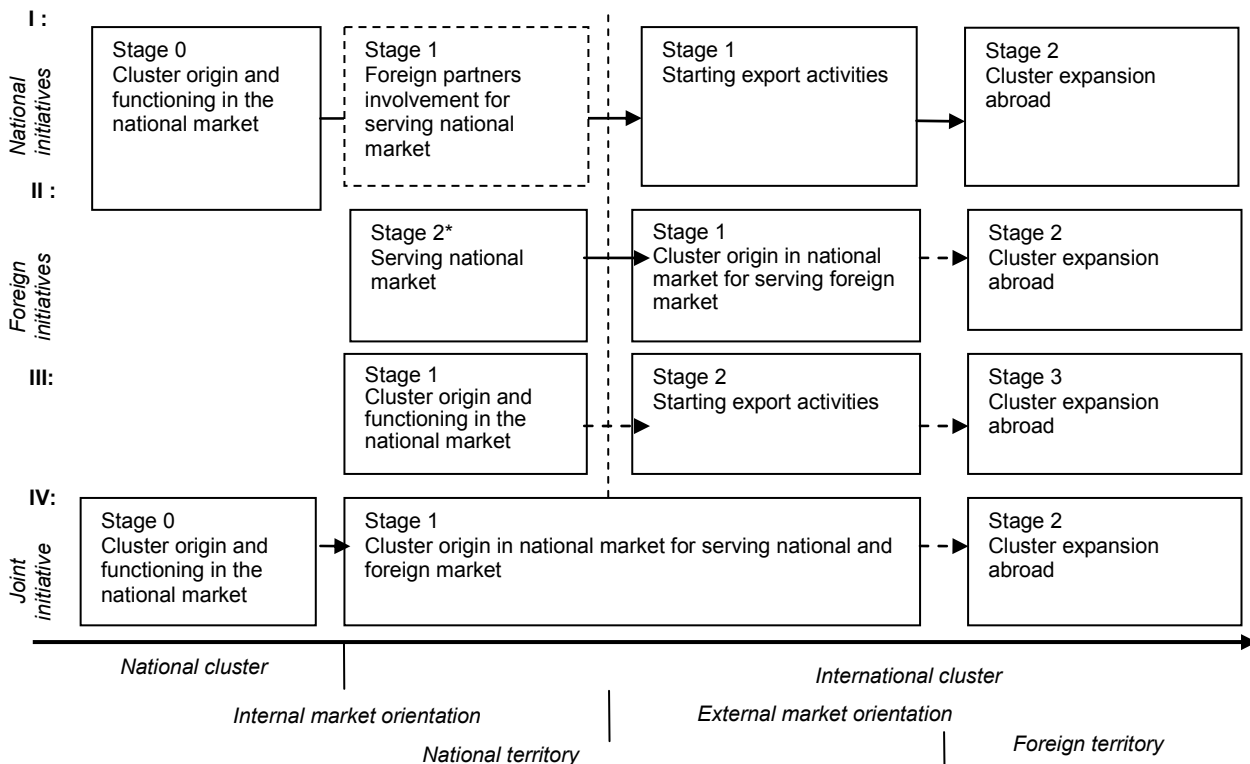 I :
National
initiatives
Stage 0
Cluster origin and
functioning in the
national market
Stage 1
Foreign partners
involvement for
serving national
market
Stage 1
Starting export activities
Stage 2
Cluster expansion
abroad
II :
Foreign
initiatives
Stage 2*
Serving national
market
Stage 1
Cluster origin in national
market for serving foreign
market
Stage 2
Cluster expansion
abroad
III:
Stage 1
Cluster origin and
functioning in the
national market
Stage 2
Starting export activities
Stage 3
Cluster expansion
abroad
IV:
Joint
initiative
Stage 0
Cluster origin and
functioning in the
national market
Stage 1
Cluster origin in national market for serving national and
foreign market
Stage 2
Cluster expansion
abroad
National cluster
International cluster
Internal market orientation
External market orientation
National territory
Foreign territory